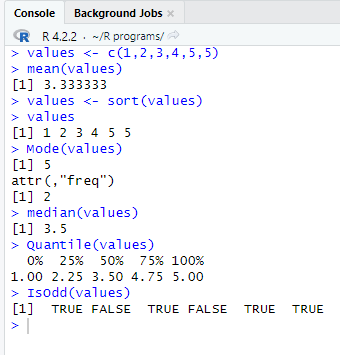 Console Background Jobs ×
R R 4.2.2 · ~/R programs/
> values <- c(1,2,3,4,5,5)
> mean(values)
[1] 3.333333
> values <- sort(values)
> values
[1] 1 2 3 4 5 5
> Mode(values)
[1] 5
attr(,"freq")
[1] 2
> median(values)
[1] 3.5
> Quantile(values)
0% 25% 50% 75% 100%
1.00 2.25 3.50 4.75 5.00
> IsOdd(values)
[1] TRUE FALSE TRUE FALSE TRUE TRUE
>